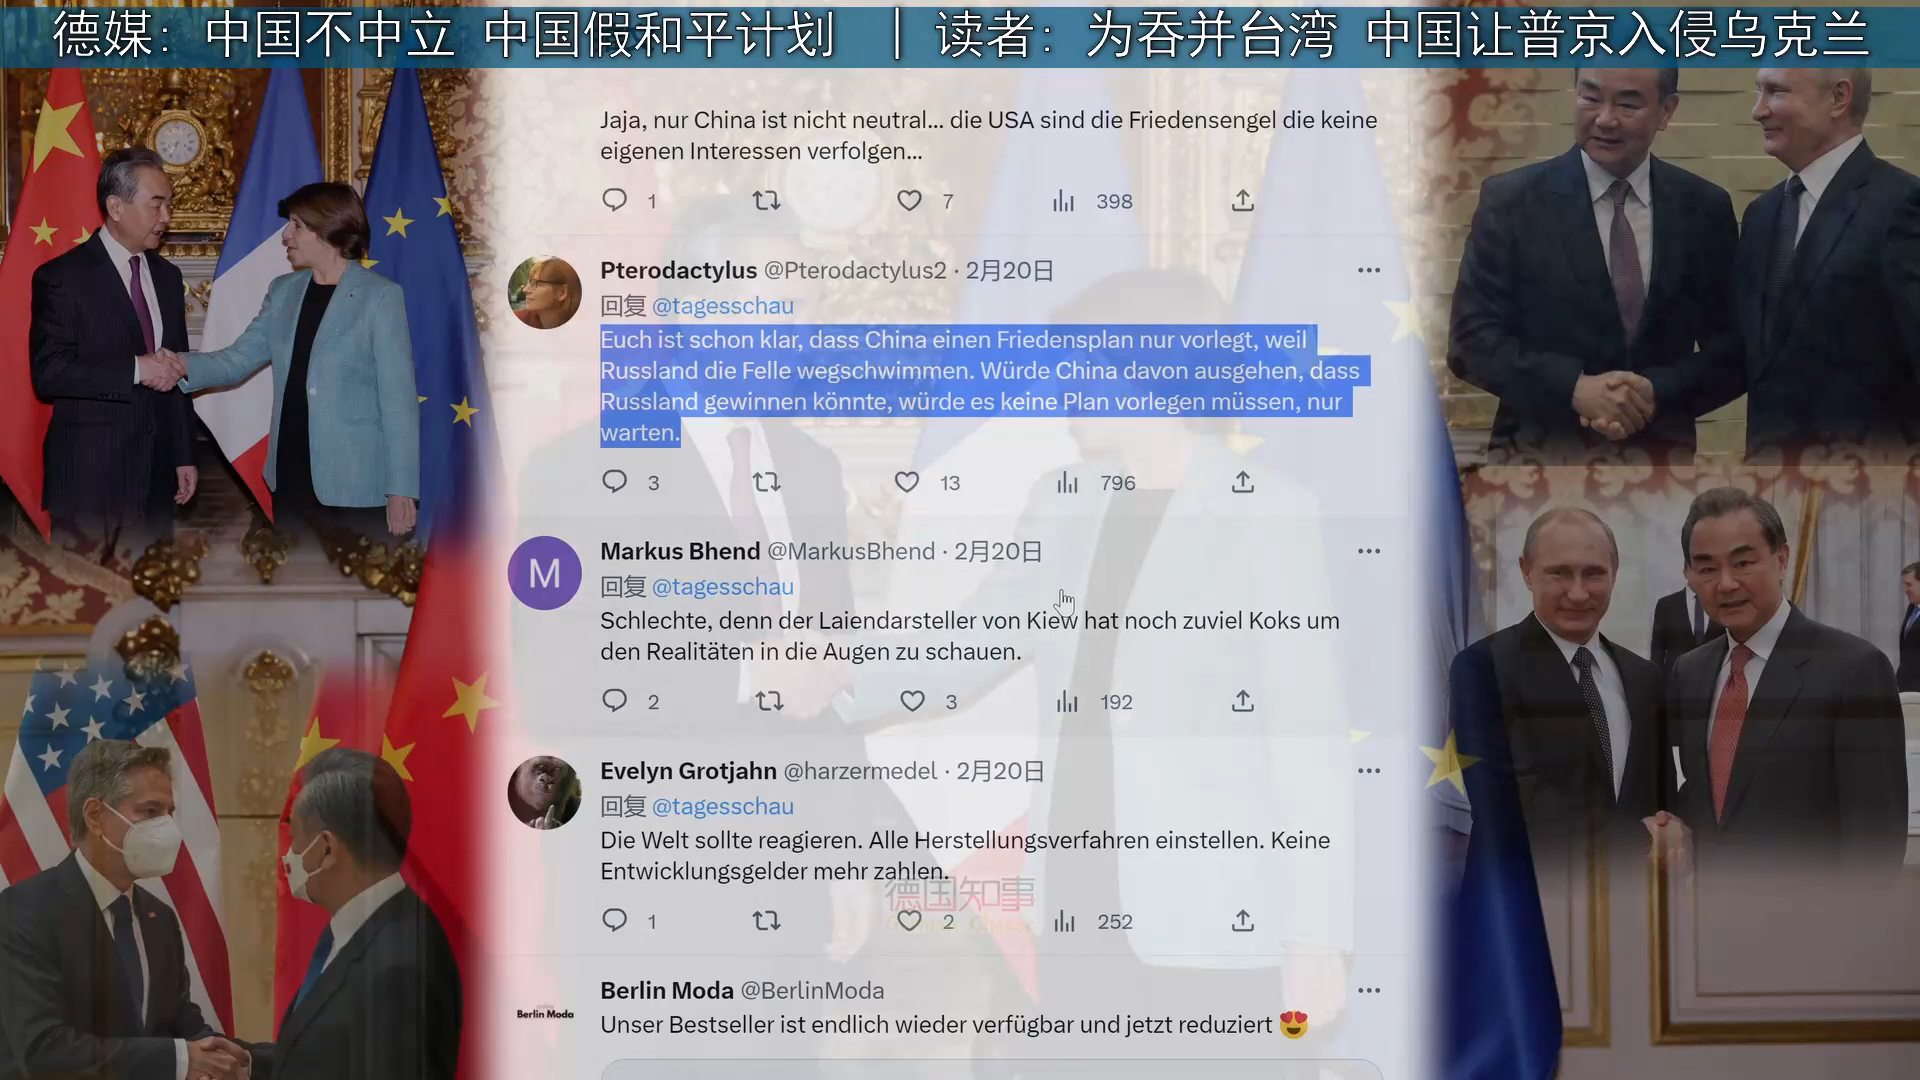 德媒：中国不中立 中国假和平计划 ｜ 读者：为吞并台湾 中国让普京入侵乌克兰
Jaja, nur China ist nicht neutral... die USA sind die Friedensengel die keine
eigenen Interessen verfolgen...
1 7 398
Pterodactylus @Pterodactylus2 · 2月20日
回复 @tagesschau
Euch ist schon klar, dass China einen Friedensplan nur vorlegt, weil
Russland die Felle wegschwimmen. Würde China davon ausgehen, dass
Russland gewinnen könnte, würde es keine Plan vorlegen müssen, nur
warten.
3 13 796
M
Markus Bhend @MarkusBhend · 2月20日
回复 @tagesschau
Schlechte, denn der Laiendarsteller von Kiew hat noch zuviel Koks um
den Realitäten in die Augen zu schauen.
2 3 192
Evelyn Grotjahn @harzermedel · 2月20日
回复 @tagesschau
Die Welt sollte reagieren. Alle Herstellungsverfahren einstellen. Keine
Entwicklungsgelder mehr zahlen.
德国知事
1 2 252
Berlin Moda @BerlinModa
Berlin Moda
Unser Bestseller ist endlich wieder verfügbar und jetzt reduziert 😍